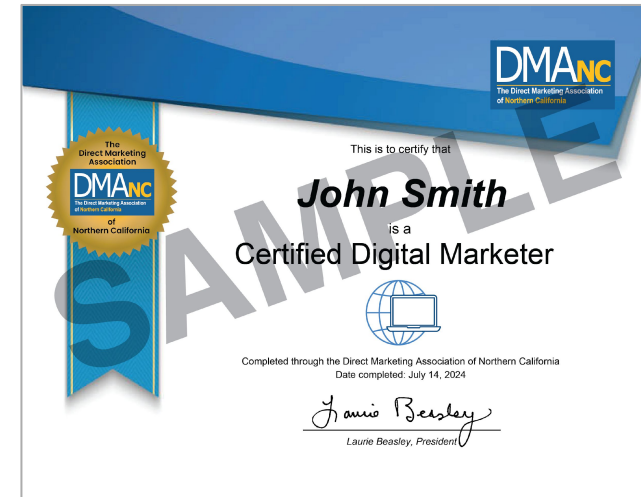 DMANC
The Direct Marketing Association
of Northern California
The
Direct Marketing
Association
DMANC
The Direct Marketing Association
of Northern California
of
Northern California
This is to certify that
John Smith
is a
Certified Digital Marketer
SAMPLE
Completed through the Direct Marketing Association of Northern California
Date completed: July 14, 2024
Laurie Beasley
Laurie Beasley, President